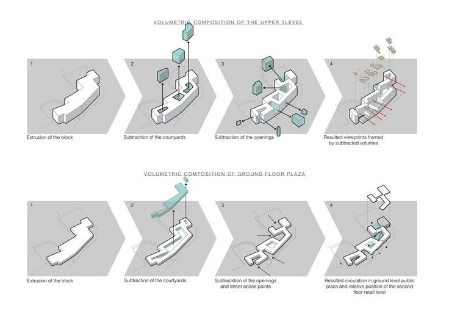 VOLUMETRIC COMPOSITION OF THE UPPER 1LEVEL
1
2
3
4
Extrusion of the block
Subtraction of the courtyards
Subtraction of the openings
Resulted viewpoints framed
by subtracted volumes
VOLUMETRIC COMPOSITION OF GROUND FLOOR PLAZA
1
2
3
4
Extrusion of the block
Subtraction of the courtyards
Subtraction of the openings
and street access points
Resulted circulation in ground level public
plaza and relative position of the second
floor retail level